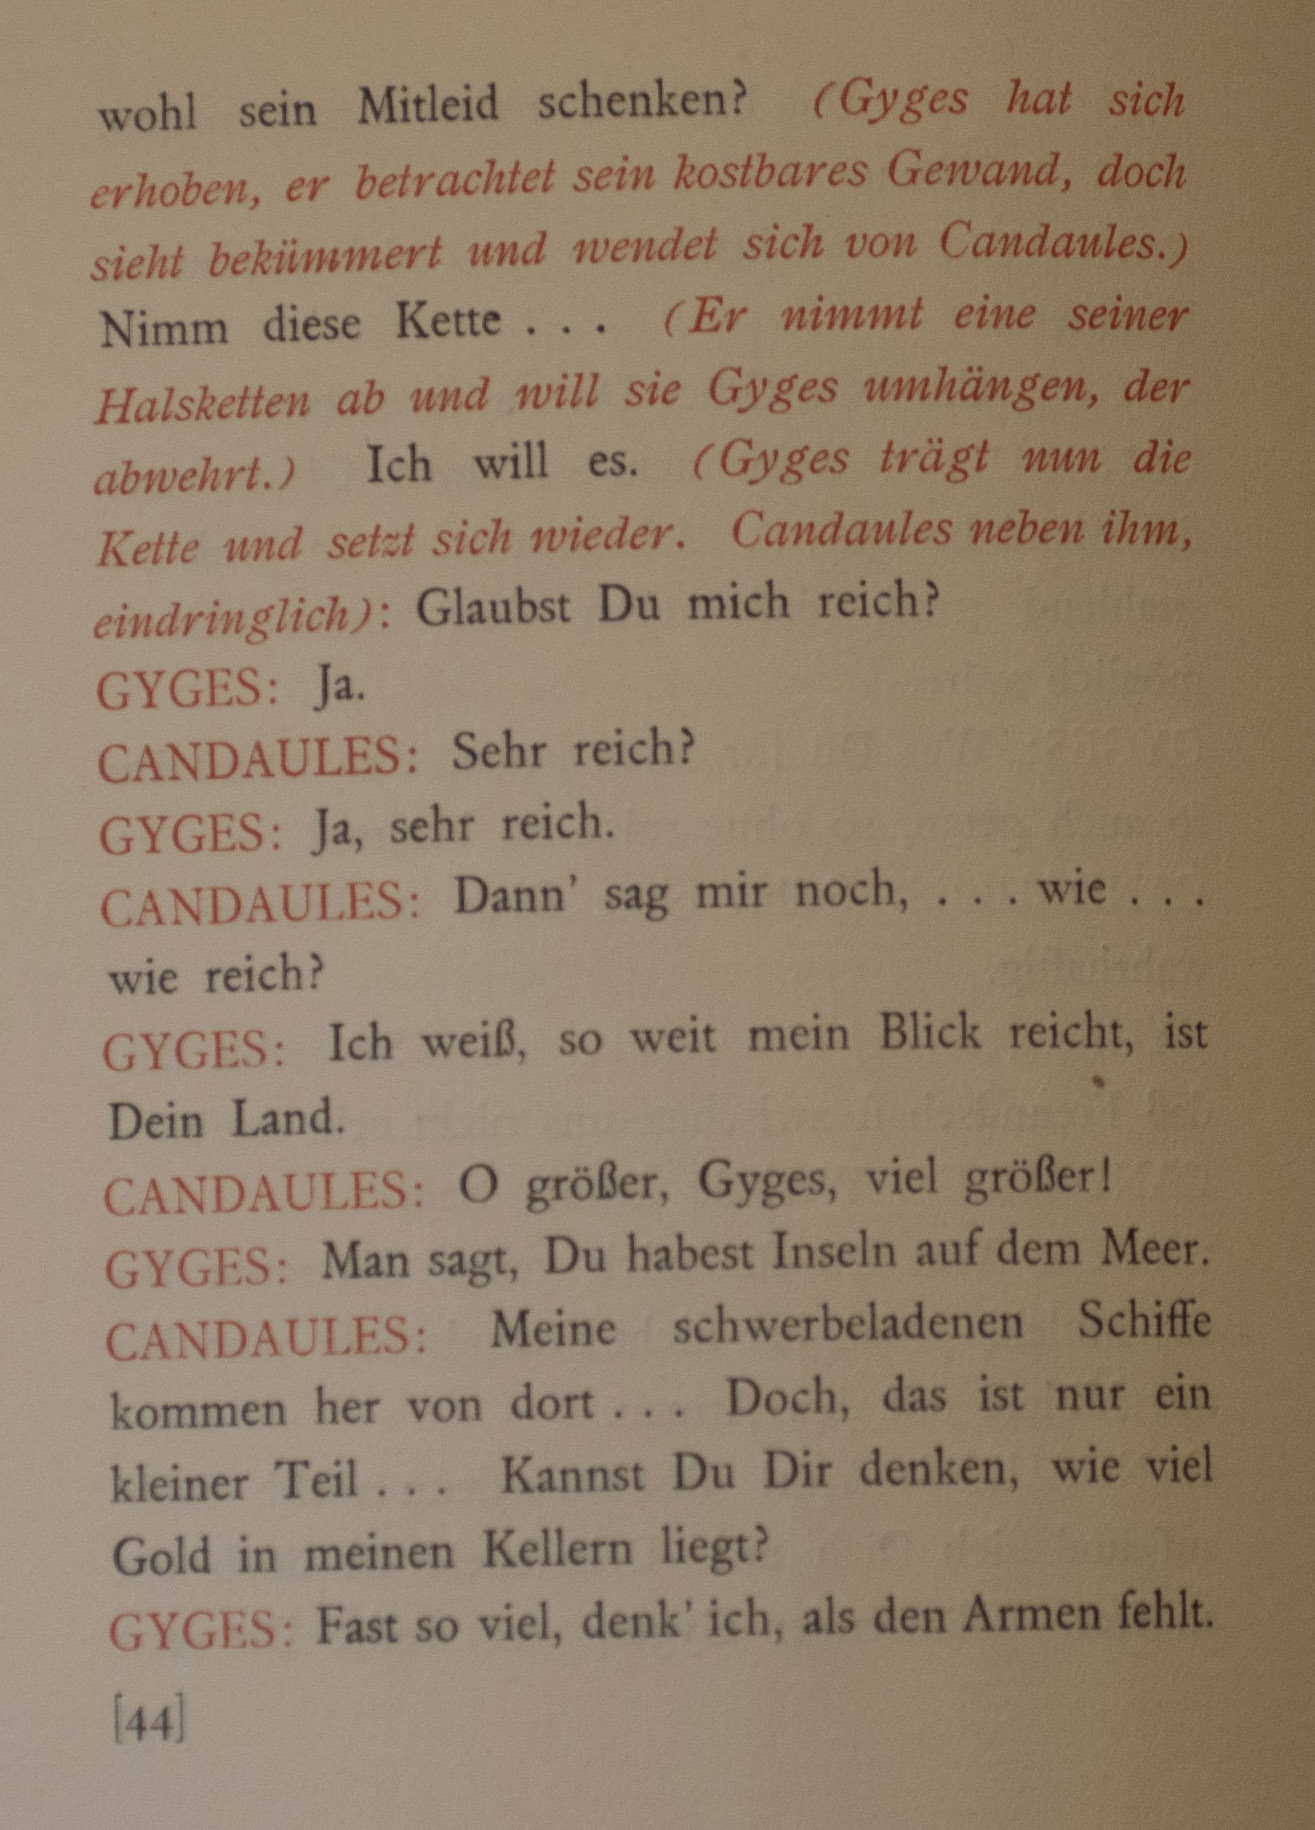 wohl sein Mitleid schenken? (Gyges hat sich
erhoben, er betrachtet sein kostbares Gewand, doch
sieht bekümmert und wendet sich von Candaules.)
Nimm diese Kette . . . (Er nimmt eine seiner
Halsketten ab und will sie Gyges umhängen, der
abwehrt.) Ich will es. (Gyges trägt nun die
Kette und setzt sich wieder. Candaules neben ihm,
eindringlich): Glaubst Du mich reich?
GYGES: Ja.
CANDAULES: Sehr reich?
GYGES: Ja, sehr reich.
CANDAULES: Dann' sag mir noch, . . . wie . . .
wie reich?
GYGES: Ich weiß, so weit mein Blick reicht, ist
Dein Land.
CANDAULES: O größer, Gyges, viel größer!
GYGES: Man sagt, Du habest Inseln auf dem Meer.
CANDAULES: Meine schwerbeladenen Schiffe
kommen her von dort . . . Doch, das ist nur ein
kleiner Teil . . . Kannst Du Dir denken, wie viel
Gold in meinen Kellern liegt?
GYGES: Fast so viel, denk' ich, als den Armen fehlt.
[44]